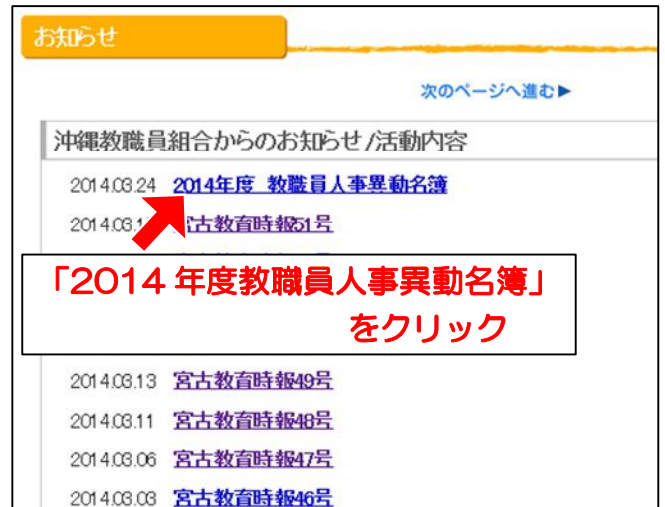 お知らせ
次のページへ進む▶
沖縄教職員組合からのお知らせ/活動内容
2014.03.24 2014年度 教職員人事異動名簿
2014.03.1 宮古教育時報51号
「2014年度教職員人事異動名簿」
をクリック
2014.03.13 宮古教育時報49号
2014.03.11 宮古教育時報48号
2014.03.06 宮古教育時報47号
2014.03.03 宮古教育時報46号